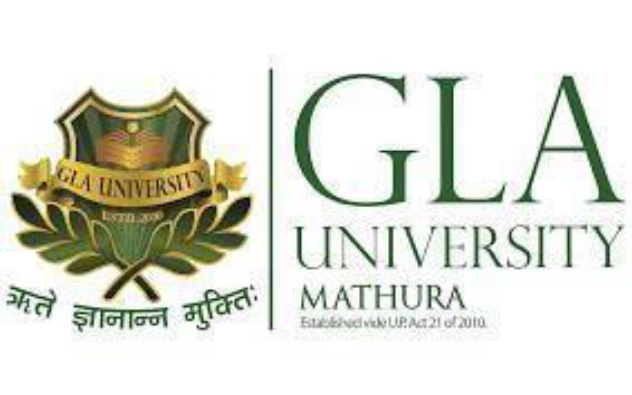 GLA UNIVERSITY
ESTD. 2010
ऋते ज्ञानान्न मुक्तिः
GLA
UNIVERSITY
MATHURA
Established vide U.P. Act 21 of 2010.